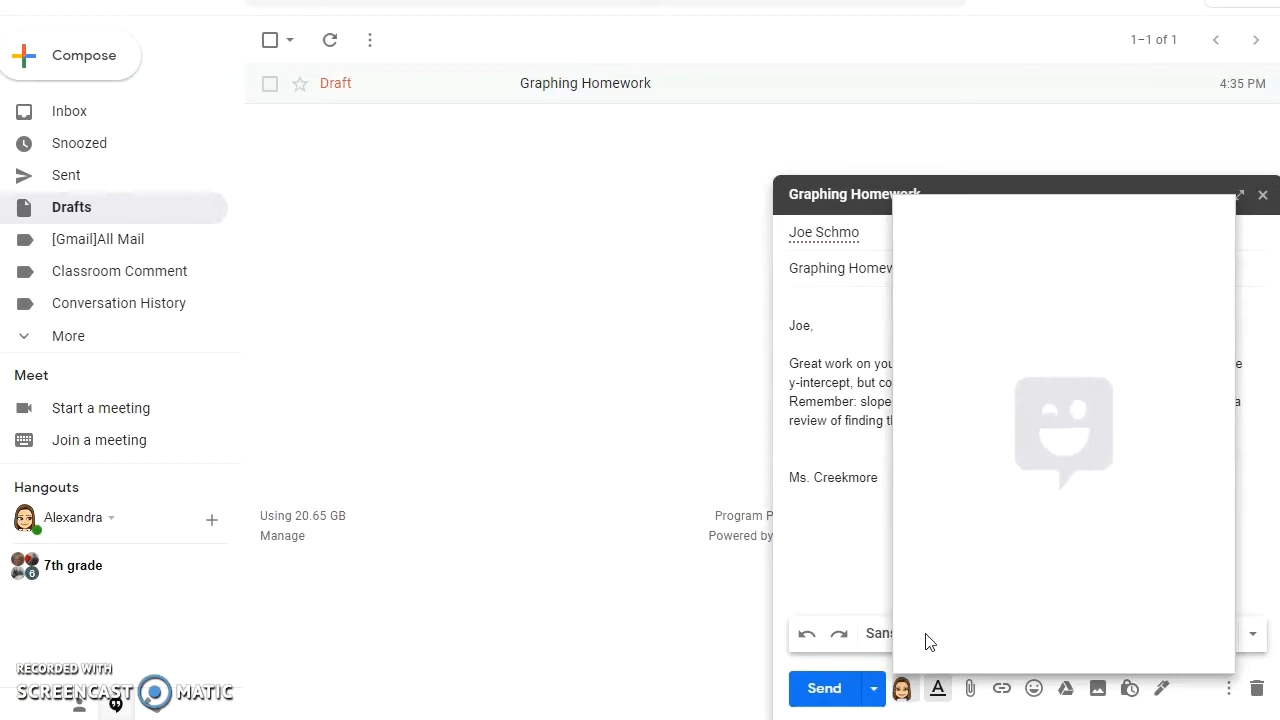 Compose
1–1 of 1
Draft
Graphing Homework
4:35 PM
Inbox
Snoozed
Sent
Drafts
[Gmail]All Mail
Classroom Comment
Conversation History
More
Meet
Start a meeting
Join a meeting
Hangouts
Alexandra
6
7th grade
Using 20.65 GB
Manage
Program P
Powered by
Graphing Homework
Joe Schmo
Graphing Homew
Joe,
Great work on you e
y-intercept, but co
Remember: slope a
review of finding t
Ms. Creekmore
Sans
Send
A
RECORDED WITH
SCREENCAST MATIC